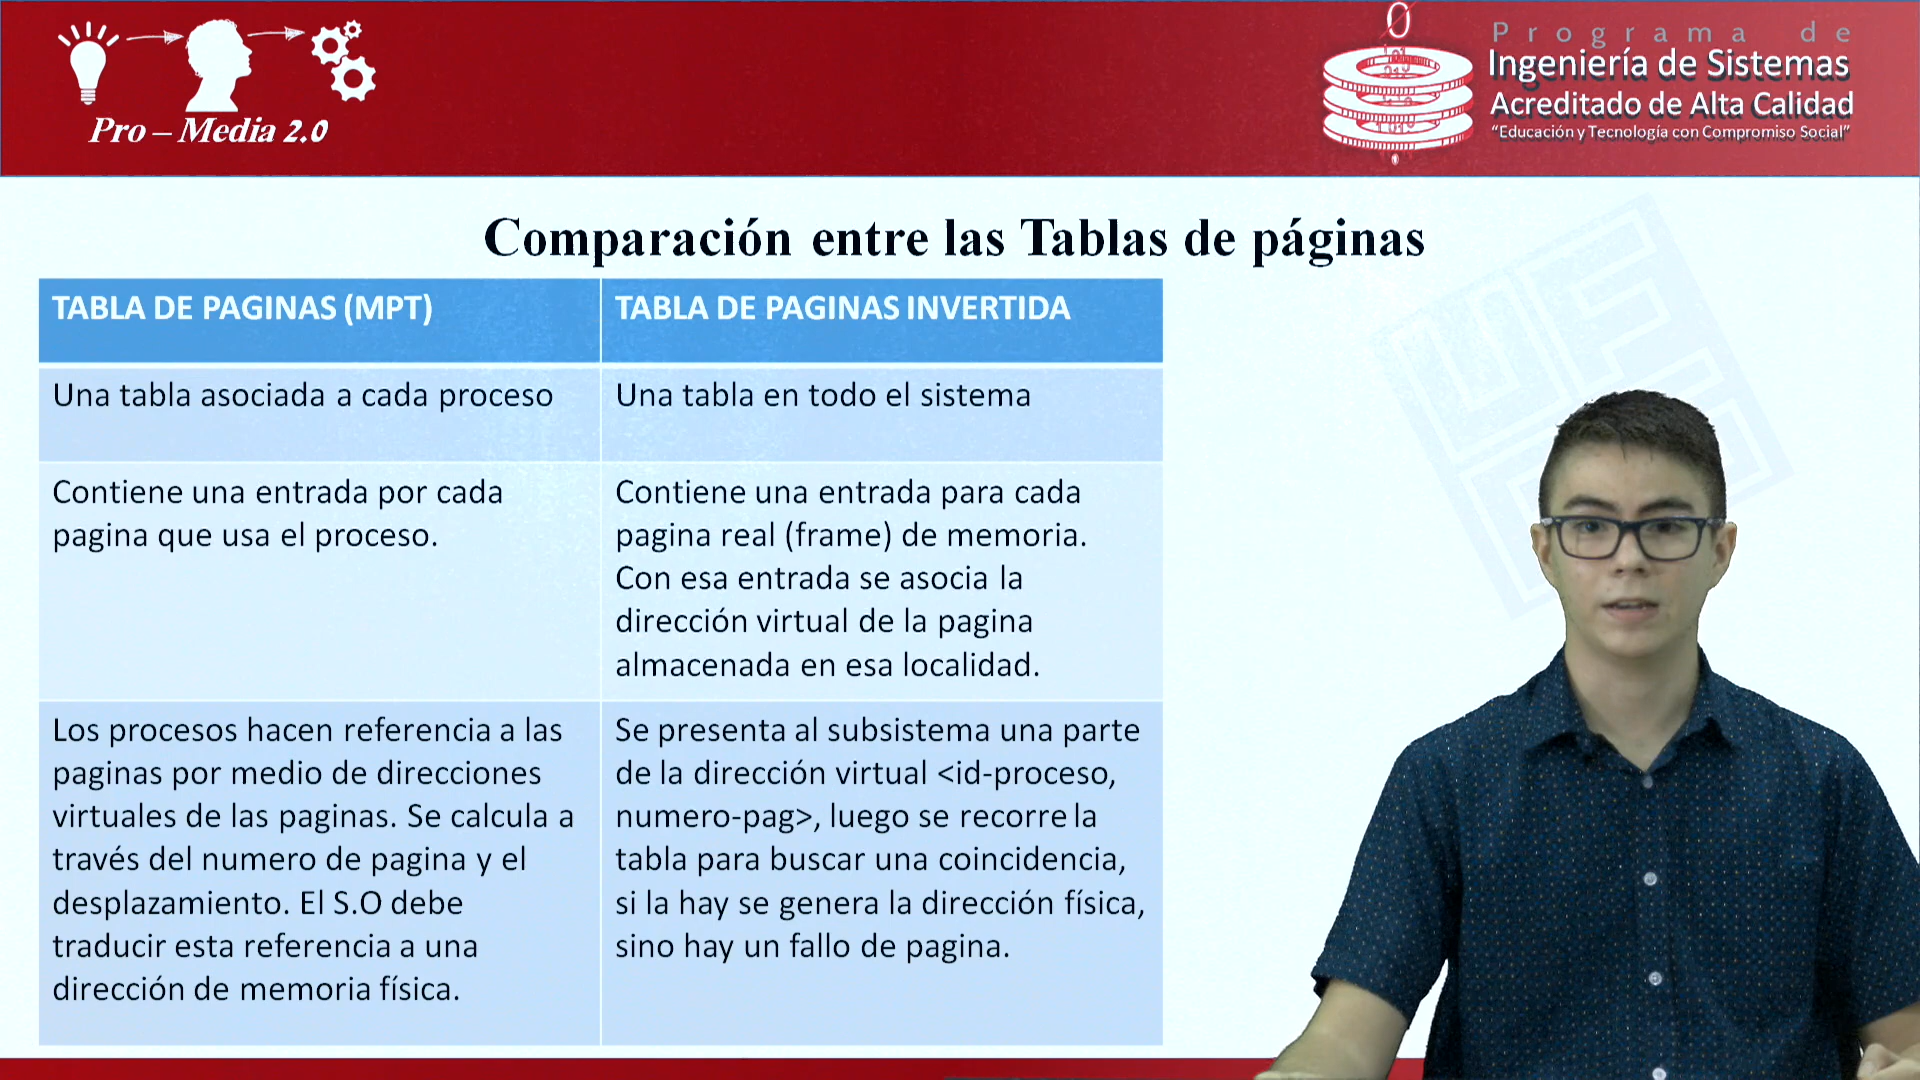 Pro – Media 2.0
Programa de
Ingeniería de Sistemas
Acreditado de Alta Calidad
“Educación y Tecnología con Compromiso Social”
Comparación entre las Tablas de páginas
TABLA DE PAGINAS (MPT)
TABLA DE PAGINAS INVERTIDA
Una tabla asociada a cada proceso
Una tabla en todo el sistema
Contiene una entrada por cada
pagina que usa el proceso.
Contiene una entrada para cada
pagina real (frame) de memoria.
Con esa entrada se asocia la
dirección virtual de la pagina
almacenada en esa localidad.
Los procesos hacen referencia a las
paginas por medio de direcciones
virtuales de las paginas. Se calcula a
través del numero de pagina y el
desplazamiento. El S.O debe
traducir esta referencia a una
dirección de memoria física.
Se presenta al subsistema una parte
de la dirección virtual <id-proceso,
numero-pag>, luego se recorre la
tabla para buscar una coincidencia,
si la hay se genera la dirección física,
sino hay un fallo de pagina.